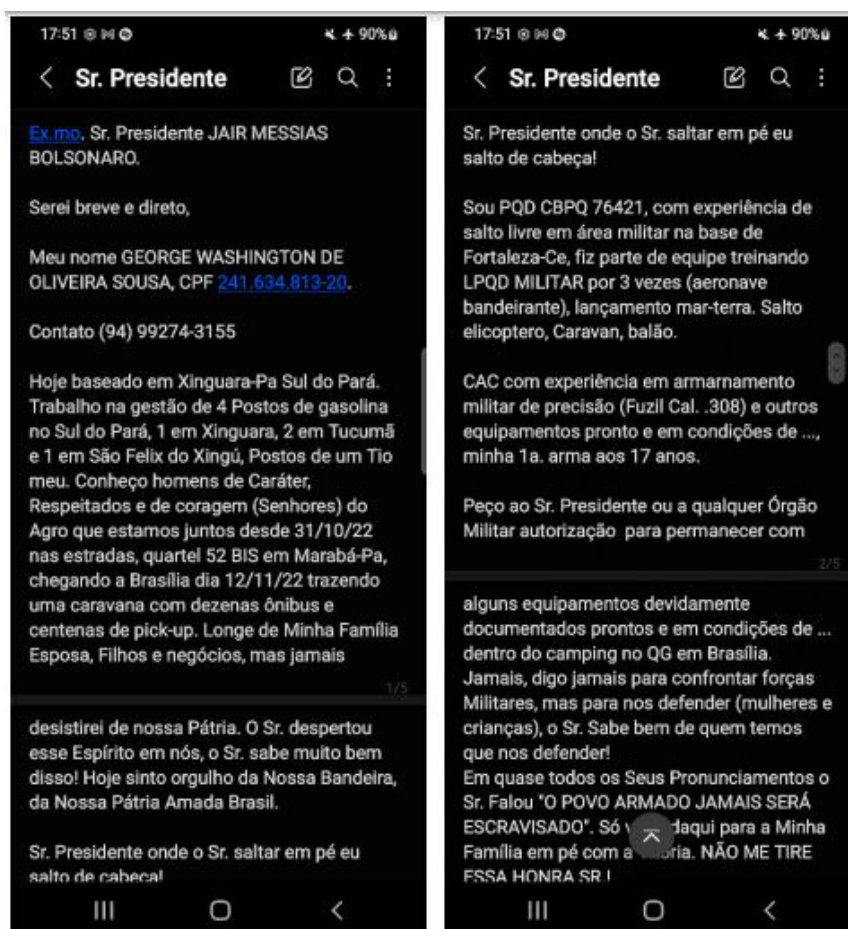 17:51
90%
Sr. Presidente
Ex.mo. Sr. Presidente JAIR MESSIAS
BOLSONARO.
Serei breve e direto,
Meu nome GEORGE WASHINGTON DE
OLIVEIRA SOUSA, CPF 241.634.813-20.
Contato (94) 99274-3155
Hoje baseado em Xinguara-Pa Sul do Pará.
Trabalho na gestão de 4 Postos de gasolina
no Sul do Pará, 1 em Xinguara, 2 em Tucumã
e 1 em São Felix do Xingú, Postos de um Tio
meu. Conheço homens de Caráter,
Respeitados e de coragem (Senhores) do
Agro que estamos juntos desde 31/10/22
nas estradas, quartel 52 BIS em Marabá-Pa,
chegando a Brasília dia 12/11/22 trazendo
uma caravana com dezenas ônibus e
centenas de pick-up. Longe de Minha Família
Esposa, Filhos e negócios, mas jamais
1/5
desistirei de nossa Pátria. O Sr. despertou
esse Espírito em nós, o Sr. sabe muito bem
disso! Hoje sinto orgulho da Nossa Bandeira,
da Nossa Pátria Amada Brasil.
Sr. Presidente onde o Sr. saltar em pé eu
salto de cabeça!
17:51
90%
Sr. Presidente
Sr. Presidente onde o Sr. saltar em pé eu
salto de cabeça!
Sou PQD CBPQ 76421, com experiência de
salto livre em área militar na base de
Fortaleza-Ce, fiz parte de equipe treinando
LPQD MILITAR por 3 vezes (aeronave
bandeirante), lançamento mar-terra. Salto
elicoptero, Caravan, balão.
CAC com experiência em armarnamento
militar de precisão (Fuzil Cal. .308) e outros
equipamentos pronto e em condições de ...,
minha 1a. arma aos 17 anos.
Peço ao Sr. Presidente ou a qualquer Órgão
Militar autorização para permanecer com
2/5
alguns equipamentos devidamente
documentados prontos e em condições de ...
dentro do camping no QG em Brasília.
Jamais, digo jamais para confrontar forças
Militares, mas para nos defender (mulheres e
crianças), o Sr. Sabe bem de quem temos
que nos defender!
Em quase todos os Seus Pronunciamentos o
Sr. Falou "O POVO ARMADO JAMAIS SERÁ
ESCRAVISADO". Só daqui para a Minha
Família em pé com a NÃO ME TIRE
ESSA HONRA SR.!